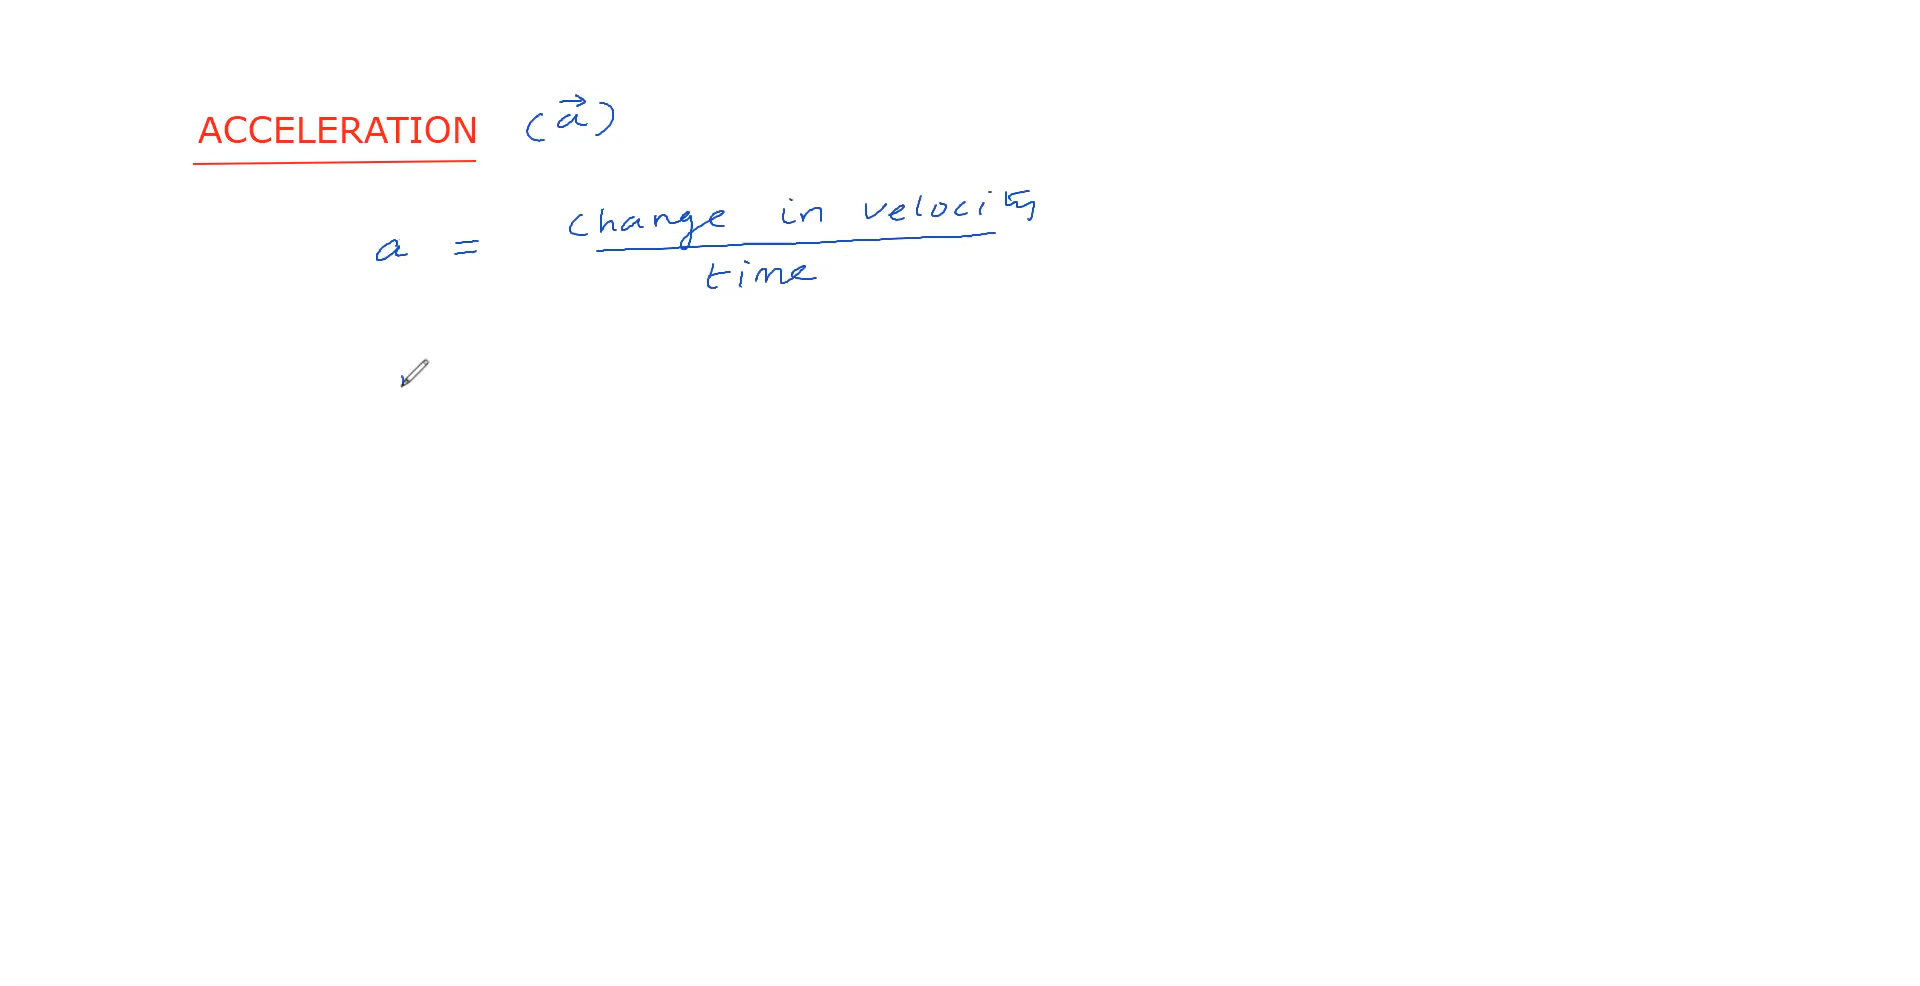 ACCELERATION (a⃗)
a = change in velocity / time